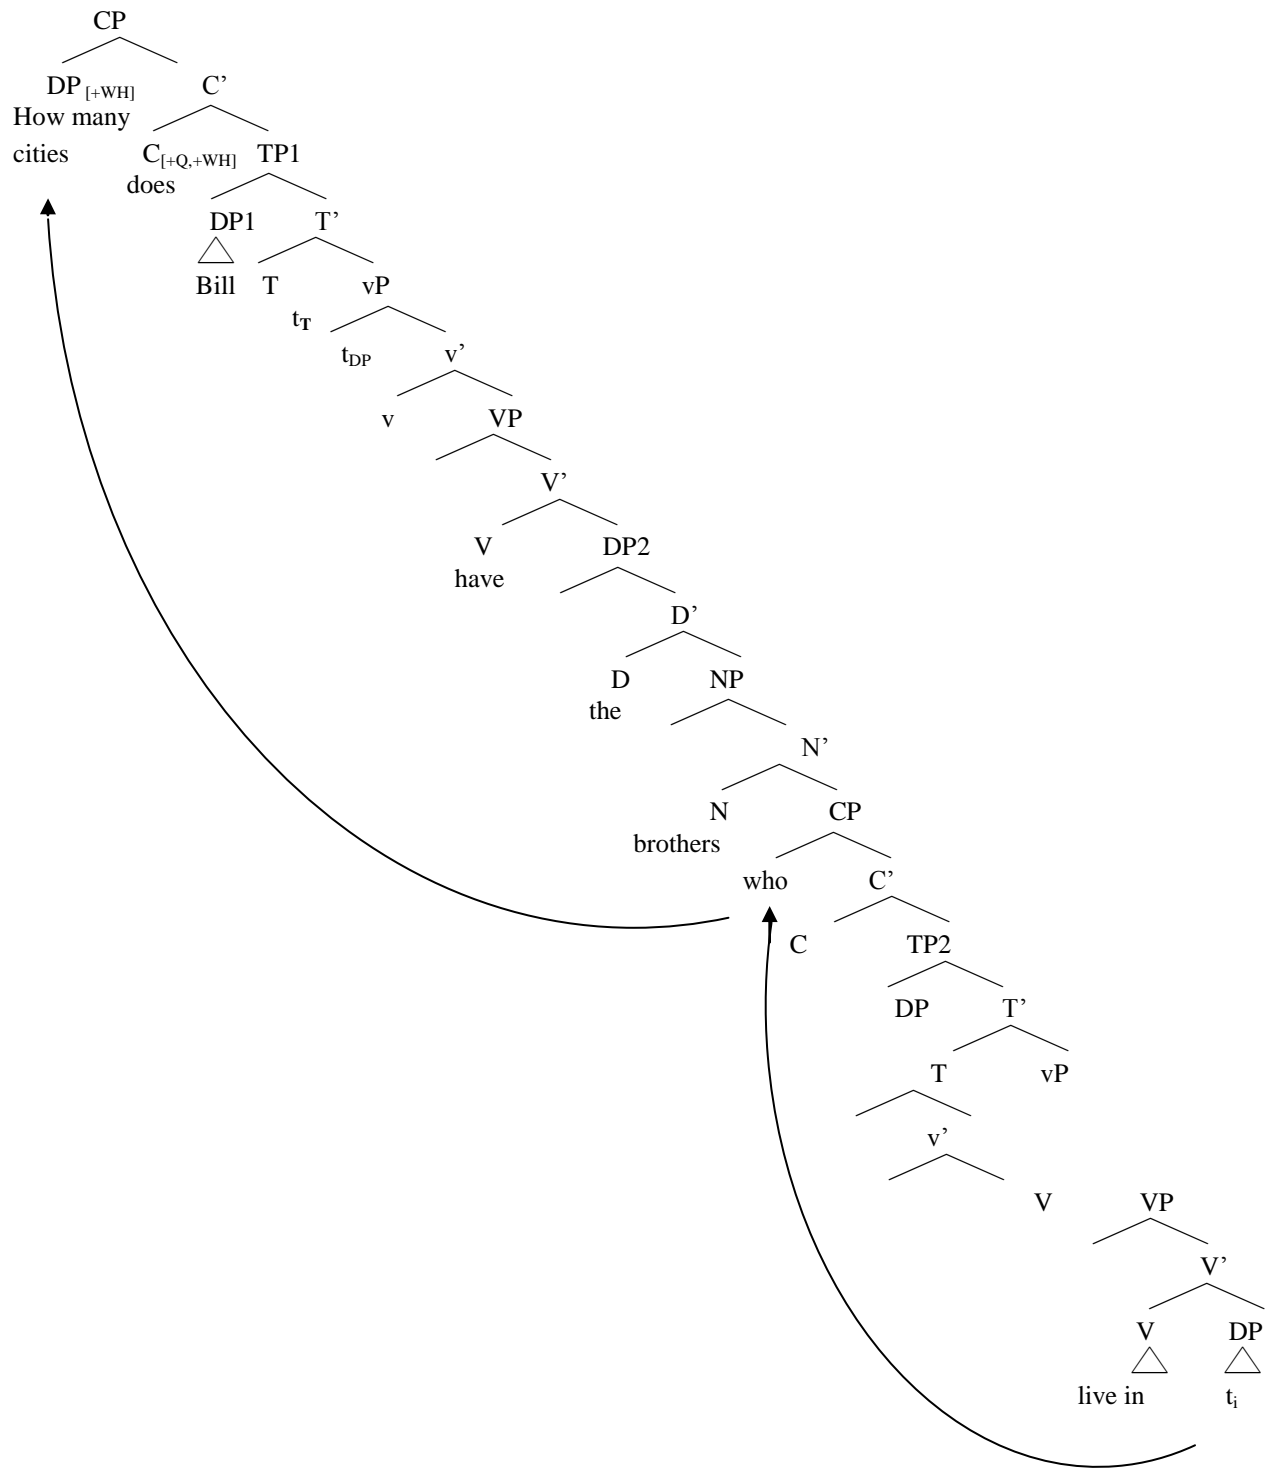 CP
DP [+WH] C’
How many
cities
C[+Q,+WH] TP1
does
DP1 T’
Bill T vP
tT
tDP v’
v VP
V’
V DP2
have
D’
D NP
the
N’
N CP
brothers
who C’
C TP2
DP T’
T vP
v’
V VP
V’
V DP
live in ti